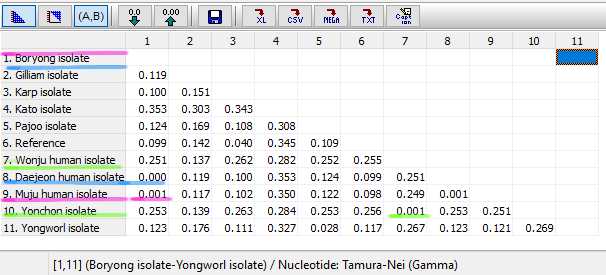 (A,B) 0.0 0.00 XL CSV MEGA TXT Capt ion
1 2 3 4 5 6 7 8 9 10 11
1. Boryong isolate
2. Gilliam isolate 0.119
3. Karp isolate 0.100 0.151
4. Kato isolate 0.353 0.303 0.343
5. Pajoo isolate 0.124 0.169 0.108 0.308
6. Reference 0.099 0.142 0.040 0.345 0.109
7. Wonju human isolate 0.251 0.137 0.262 0.282 0.252 0.255
8. Daejeon human isolate 0.000 0.119 0.100 0.353 0.124 0.099 0.251
9. Muju human isolate 0.001 0.117 0.102 0.350 0.122 0.098 0.249 0.001
10. Yonchon isolate 0.253 0.139 0.263 0.284 0.253 0.256 0.001 0.253 0.251
11. Yongworl isolate 0.123 0.176 0.111 0.327 0.028 0.117 0.267 0.123 0.121 0.269
[1,11] (Boryong isolate-Yongworl isolate) / Nucleotide: Tamura-Nei (Gamma)